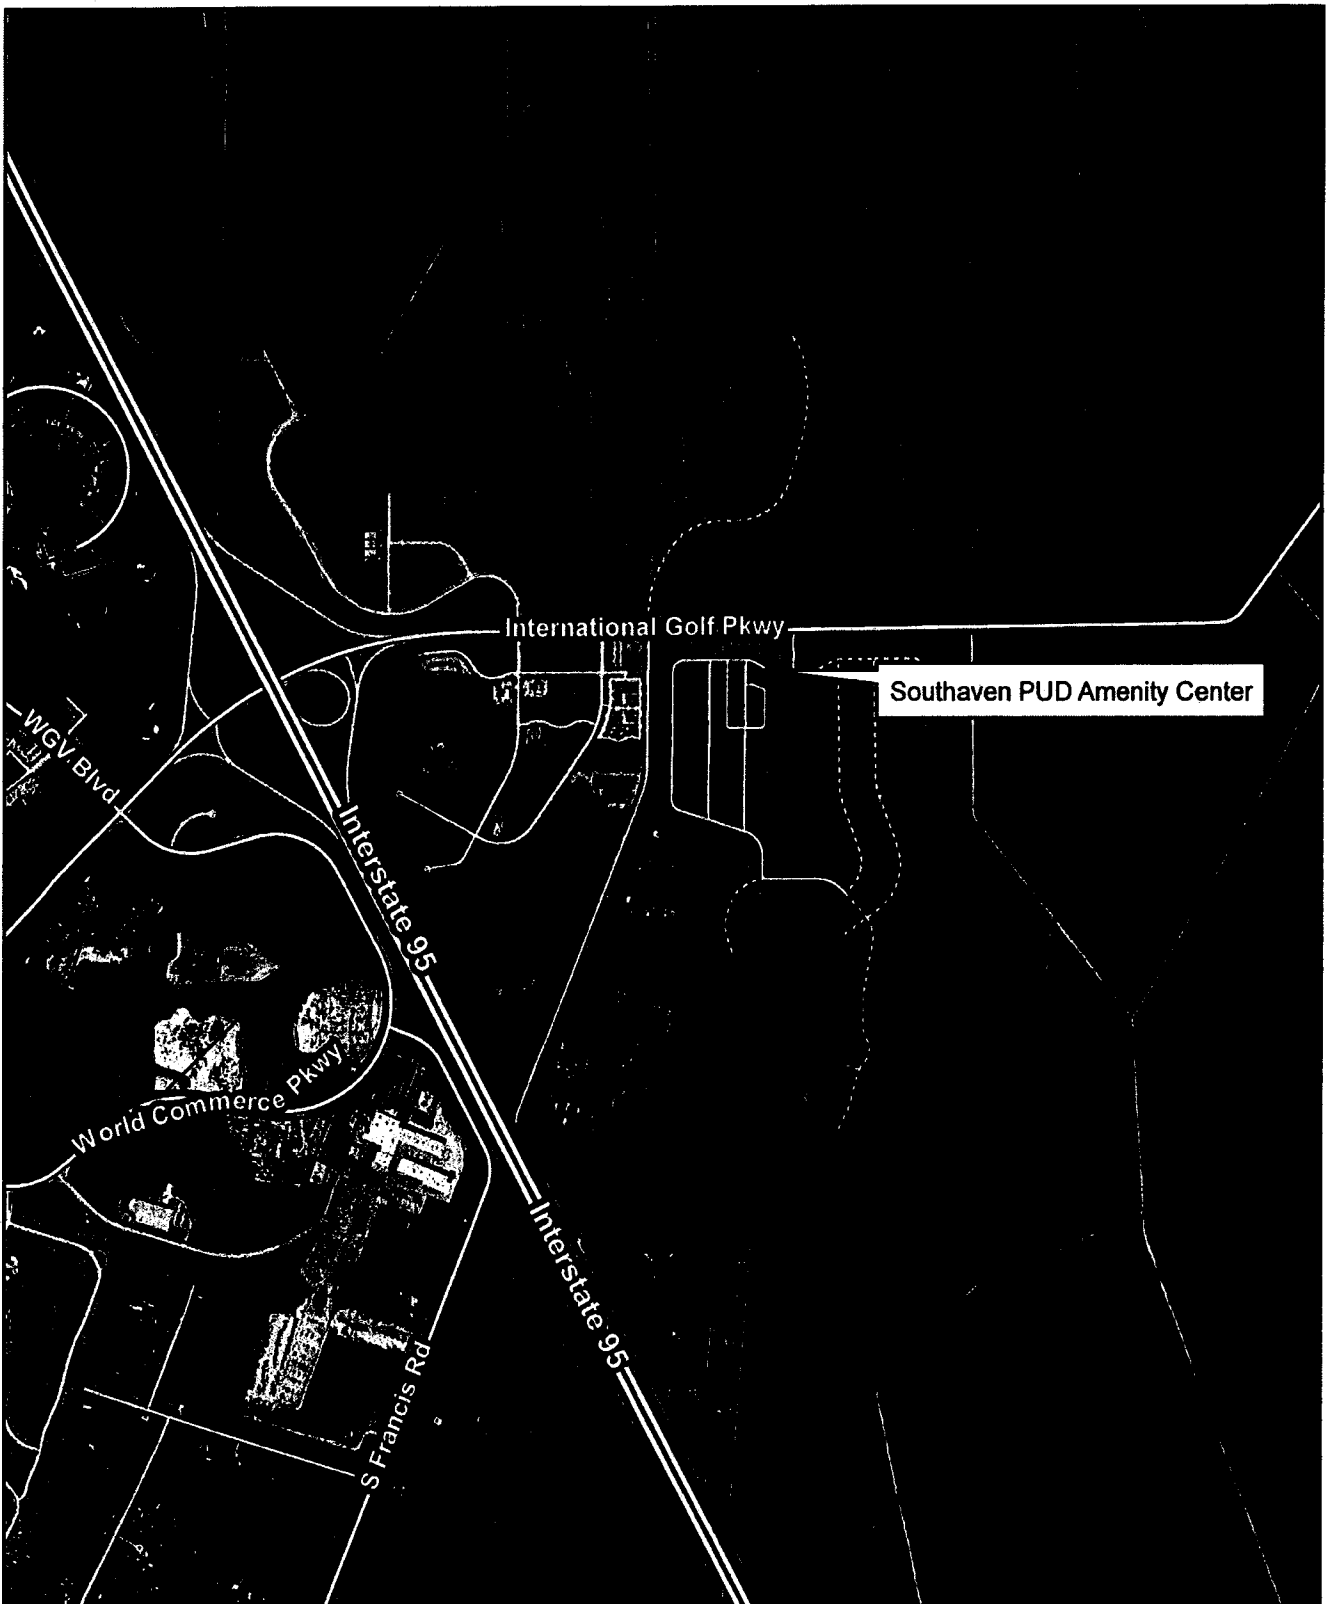 International Golf Pkwy
Southaven PUD Amenity Center
WGV Blvd
Interstate 95
World Commerce Pkwy
Interstate 95
S Francis Rd